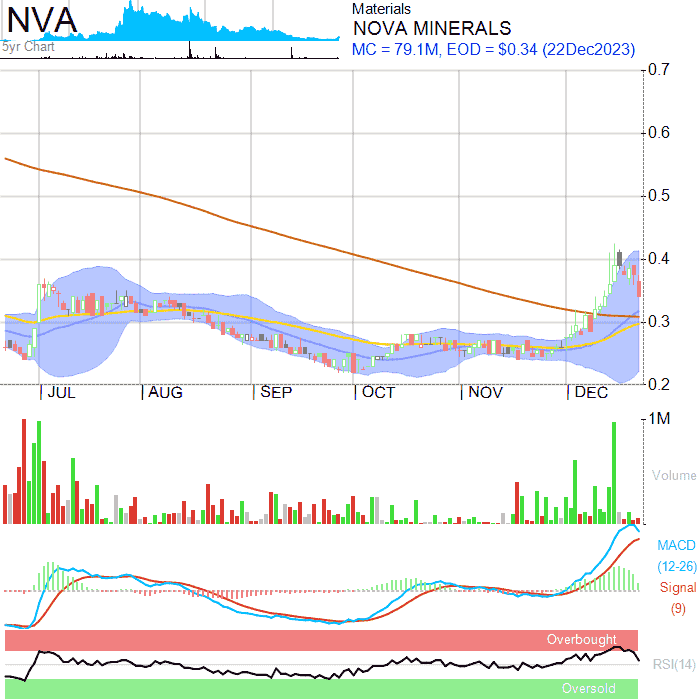 NVA
5yr Chart
Materials
NOVA MINERALS
MC = 79.1M, EOD = $0.34 (22Dec2023)
0.7
0.6
0.5
0.4
0.3
0.2
JUL AUG SEP OCT NOV DEC
1M
Volume
MACD
(12-26)
Signal
(9)
Overbought
RSI(14)
Oversold